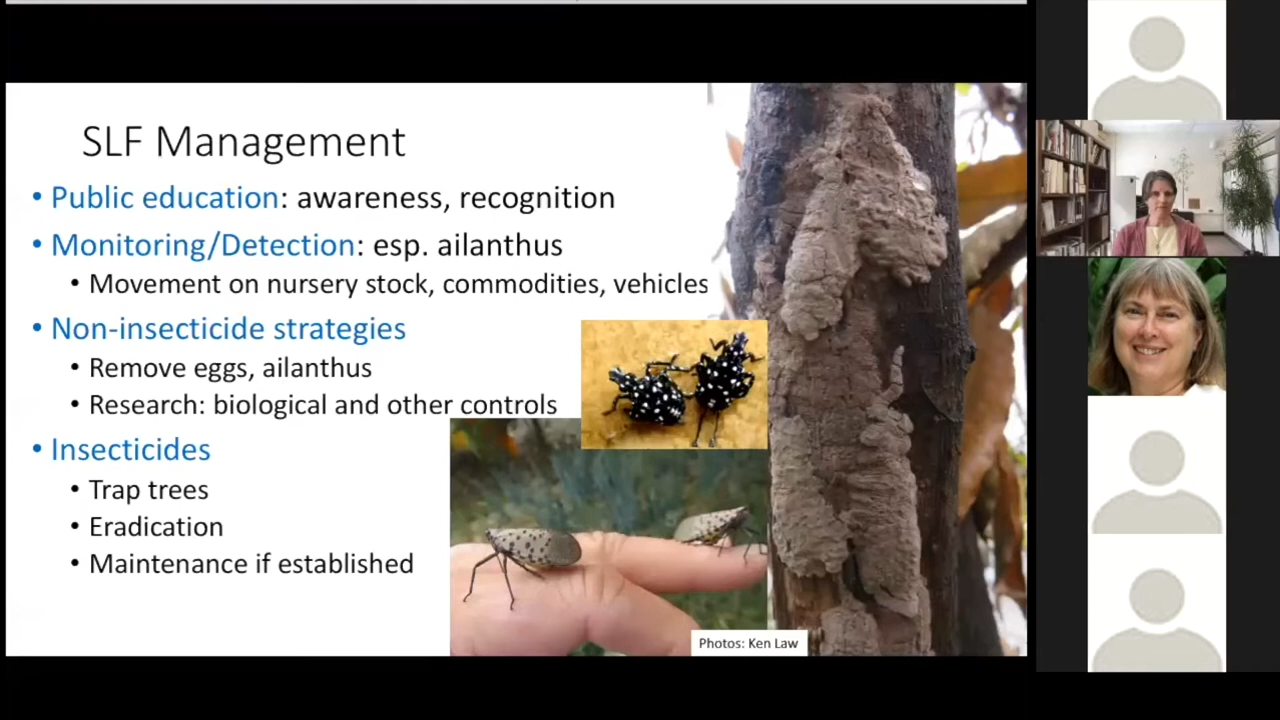 SLF Management
• Public education: awareness, recognition
• Monitoring/Detection: esp. ailanthus
• Movement on nursery stock, commodities, vehicles
• Non-insecticide strategies
• Remove eggs, ailanthus
• Research: biological and other controls
• Insecticides
• Trap trees
• Eradication
• Maintenance if established
Photos: Ken Law